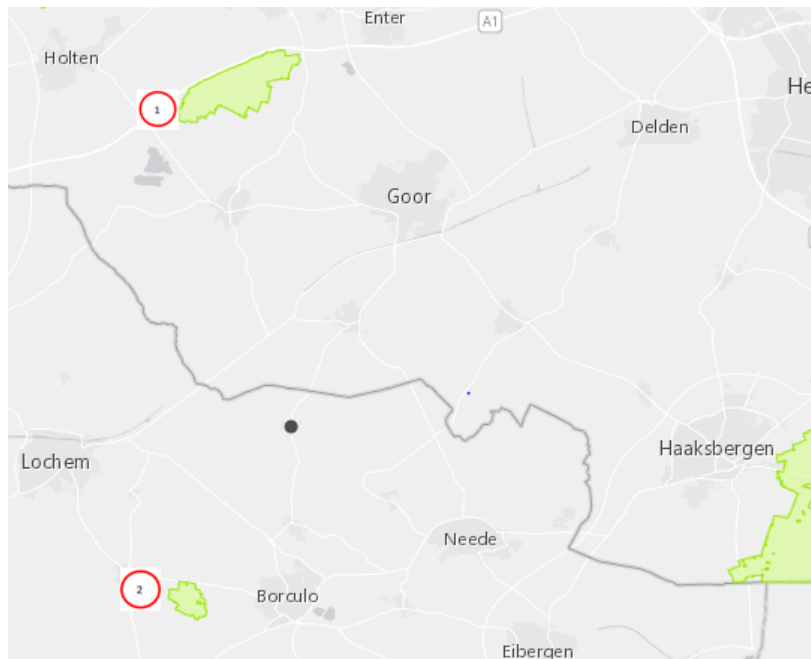 Enter
A1
Holten
He
1
Delden
Goor
Haaksbergen
Lochem
Neede
2
Borculo
Eibergen